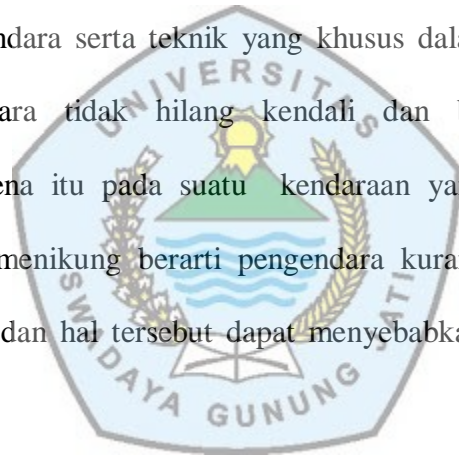 ndara serta teknik yang khusus dala
ara tidak hilang kendali dan
ena itu pada suatu kendaraan ya
menikung berarti pengendara kura
dan hal tersebut dapat menyebabka
UNIVERSITAS
SWADAYA GUNUNG JATI